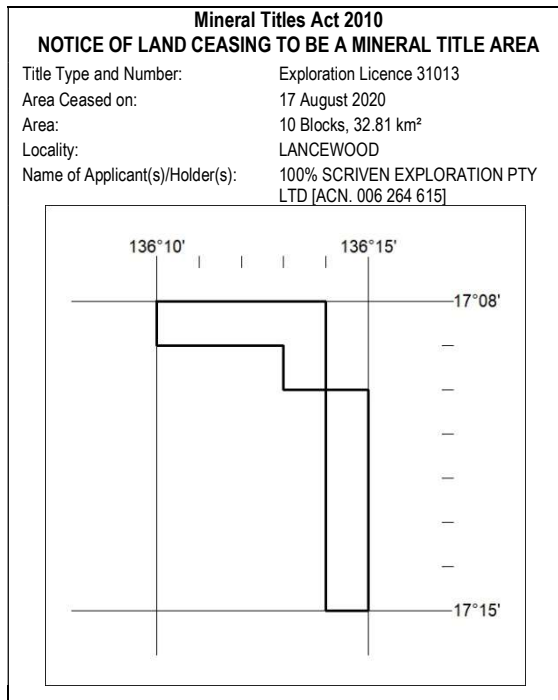 Mineral Titles Act 2010
NOTICE OF LAND CEASING TO BE A MINERAL TITLE AREA
Title Type and Number: Exploration Licence 31013
Area Ceased on: 17 August 2020
Area: 10 Blocks, 32.81 km²
Locality: LANCEWOOD
Name of Applicant(s)/Holder(s): 100% SCRIVEN EXPLORATION PTY
LTD [ACN. 006 264 615]
136°10' 136°15'
17°08'
17°15'